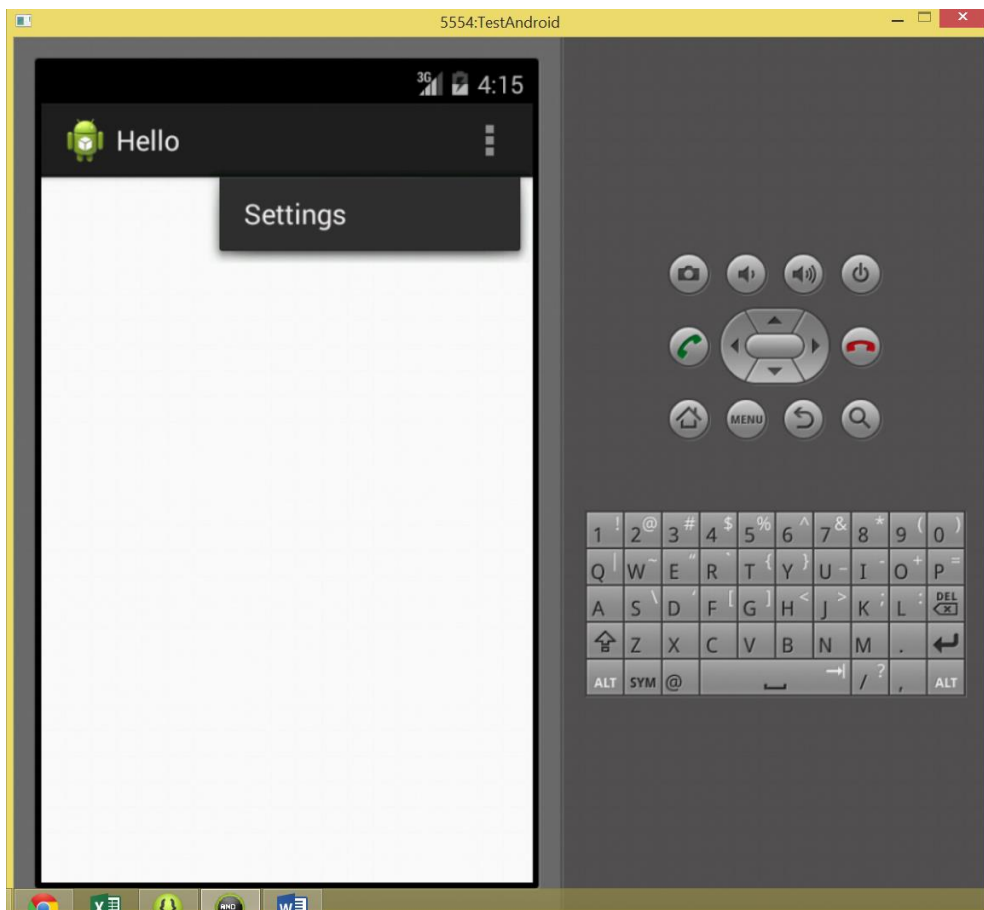 5554:TestAndroid
3G 4:15
Hello
Settings
MENU
1 ! 2 @ 3 # 4 $ 5 % 6 ^ 7 & 8 * 9 ( 0 )
Q | W ~ E " R ` T { Y } U _ I - O + P =
A S \ D ' F [ G ] H < J > K ; L : DEL
Z X C V B N M .
ALT SYM @ / ? , ALT
AND